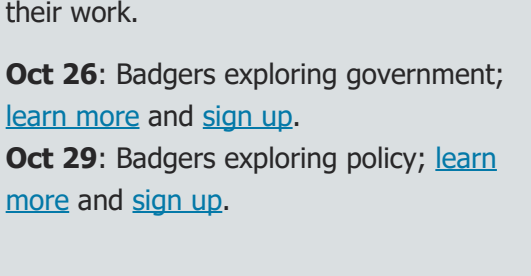 their work.
Oct 26: Badgers exploring government;
learn more and sign up.
Oct 29: Badgers exploring policy; learn
more and sign up.